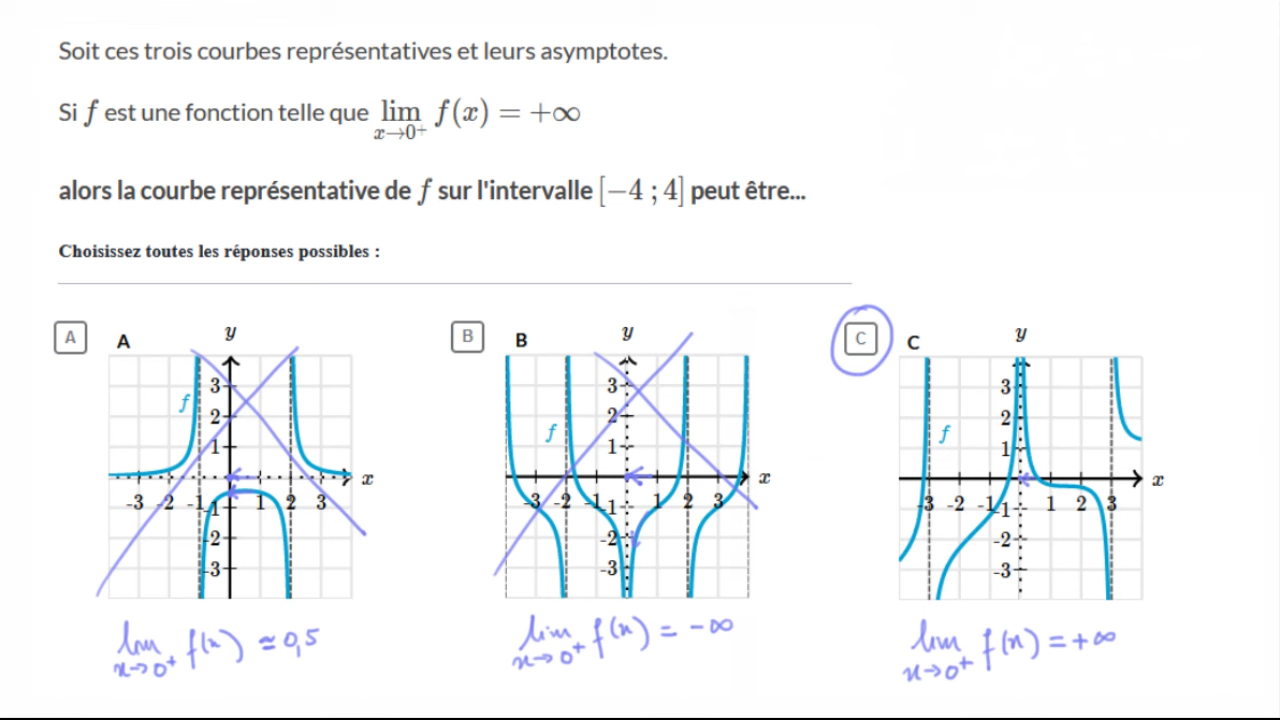 Soit ces trois courbes représentatives et leurs asymptotes.
Si f est une fonction telle que lim f(x) = +∞
x→0⁺
alors la courbe représentative de f sur l'intervalle [−4 ; 4] peut être...
Choisissez toutes les réponses possibles :
A A y
3
f
2
1
x
-3 -2 -1 1 2 3
-1
-2
-3
B B y
3
2
f
1
x
-3 -2 -1 1 2 3
-1
-2
-3
C C y
3
2
f
1
x
-3 -2 -1 1 2 3
-1
-2
-3
lim f(x) ≃ 0,5
x→0⁺
lim f(x) = −∞
x→0⁺
lim f(x) = +∞
x→0⁺